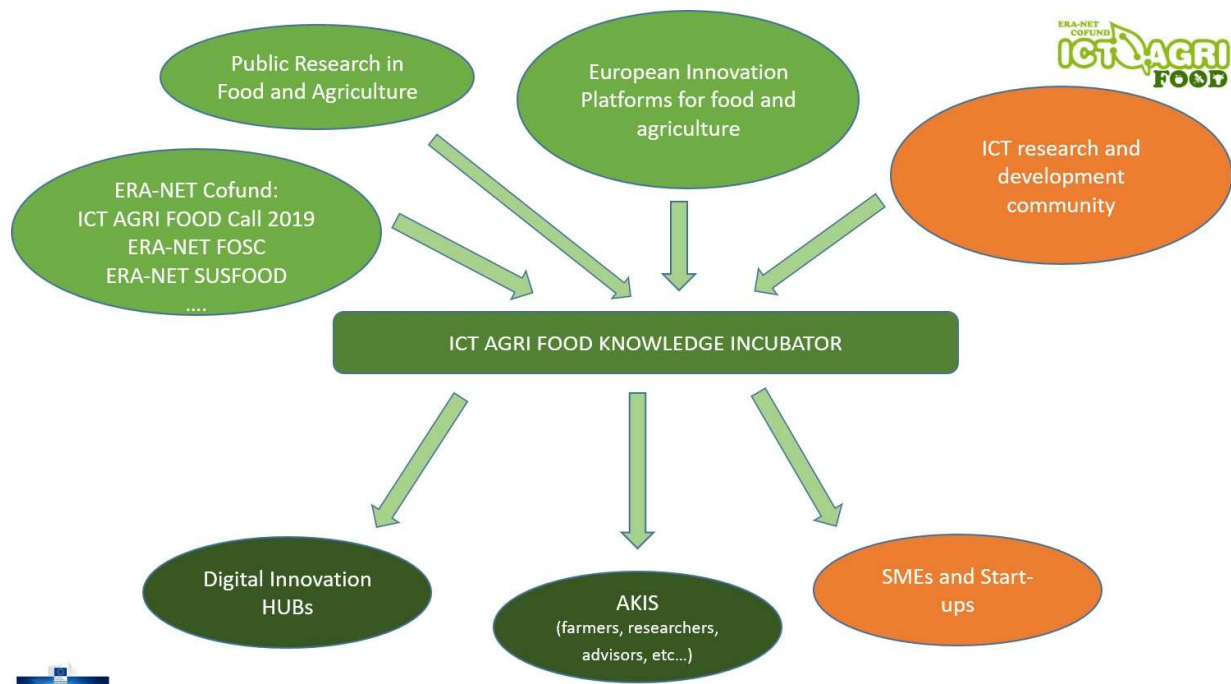 Public Research in
Food and Agriculture
European Innovation
Platforms for food and
agriculture
ERA-NET
COFUND
ICT AGRI
FOOD
ICT research and
development
community
ERA-NET Cofund:
ICT AGRI FOOD Call 2019
ERA-NET FOSC
ERA-NET SUSFOOD
....
ICT AGRI FOOD KNOWLEDGE INCUBATOR
Digital Innovation
HUBs
AKIS
(farmers, researchers,
advisors, etc...)
SMEs and Start-
ups